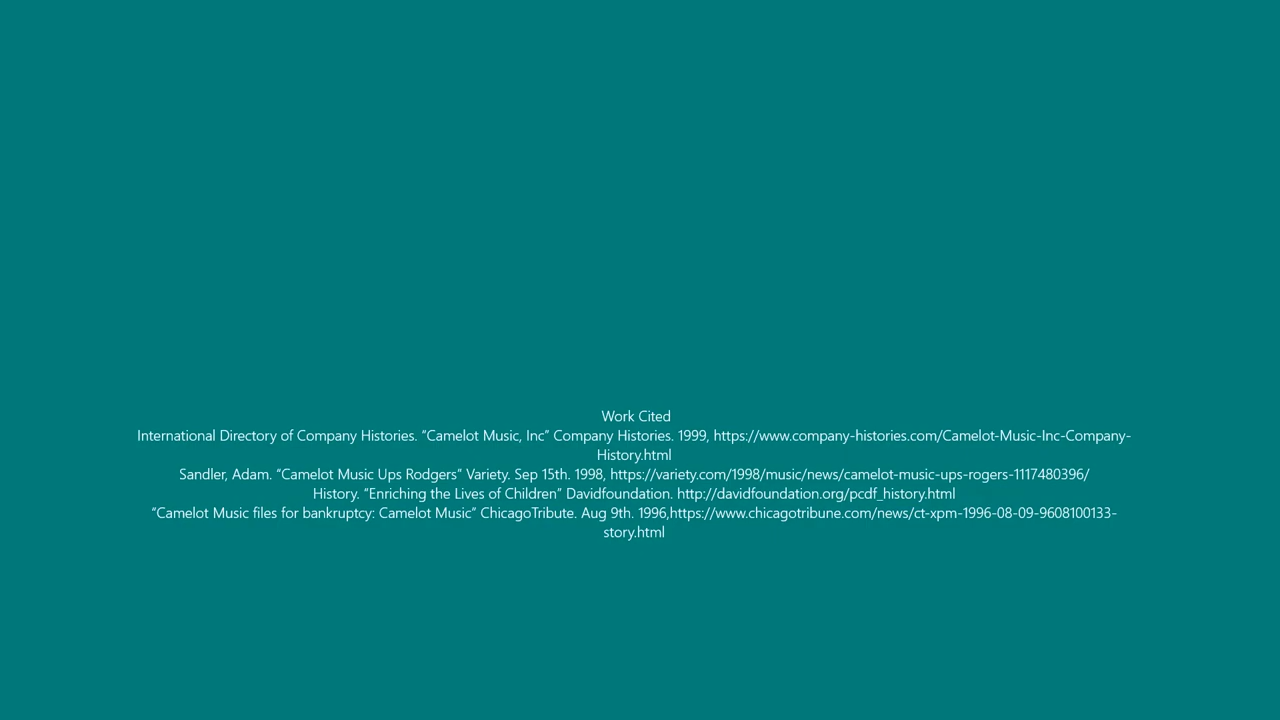 Work Cited
International Directory of Company Histories. “Camelot Music, Inc” Company Histories. 1999, https://www.company-histories.com/Camelot-Music-Inc-Company-
History.html
Sandler, Adam. “Camelot Music Ups Rodgers” Variety. Sep 15th. 1998, https://variety.com/1998/music/news/camelot-music-ups-rogers-1117480396/
History. “Enriching the Lives of Children” Davidfoundation. http://davidfoundation.org/pcdf_history.html
“Camelot Music files for bankruptcy: Camelot Music” ChicagoTribute. Aug 9th. 1996,https://www.chicagotribune.com/news/ct-xpm-1996-08-09-9608100133-
story.html